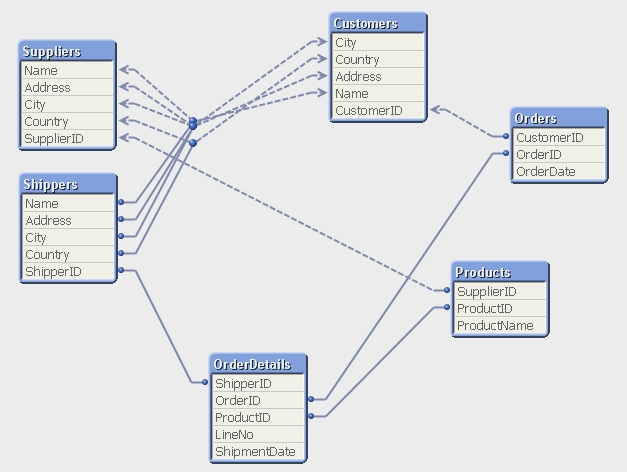 Suppliers
Name
Address
City
Country
SupplierID
Customers
City
Country
Address
Name
CustomerID
Orders
CustomerID
OrderID
OrderDate
Shippers
Name
Address
City
Country
ShipperID
Products
SupplierID
ProductID
ProductName
OrderDetails
ShipperID
OrderID
ProductID
LineNo
ShipmentDate